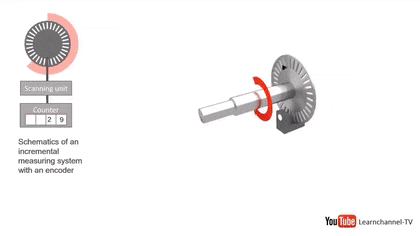 Scanning unit
Counter
2 9
Schematics of an
incremental
measuring system
with an encoder
YouTube Learnchannel-TV